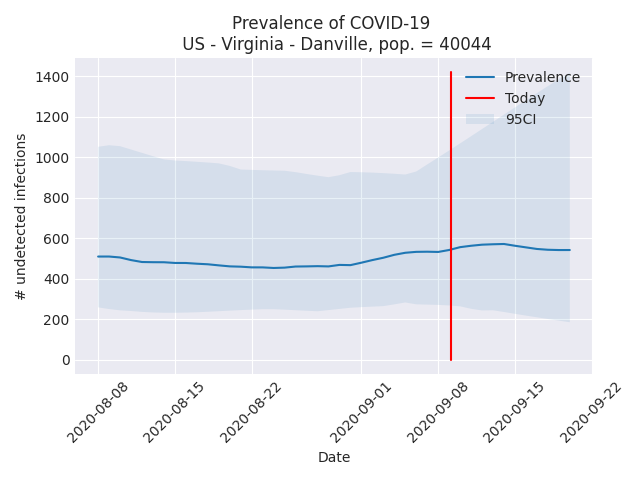 Prevalence of COVID-19
US - Virginia - Danville, pop. = 40044
1400
1200
1000
800
600
400
200
0
# undetected infections
Prevalence
Today
95CI
2020-08-08
2020-08-15
2020-08-22
2020-09-01
2020-09-08
2020-09-15
2020-09-22
Date